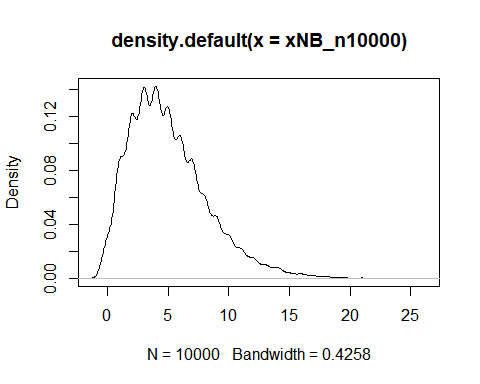 density.default(x = xNB_n10000)
Density
0.00
0.04
0.08
0.12
0 5 10 15 20 25
N = 10000 Bandwidth = 0.4258